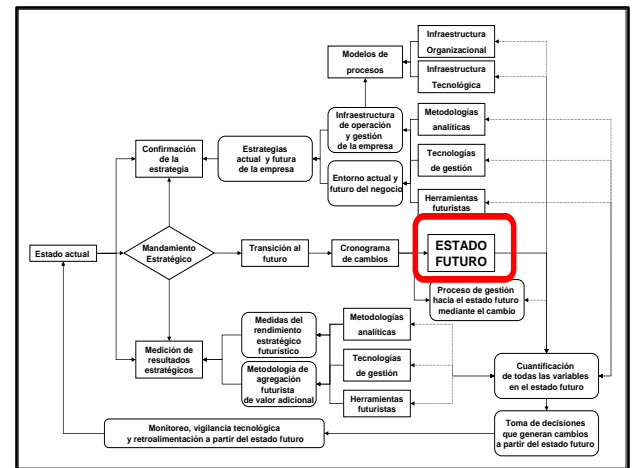 Infraestructura
Organizacional
Modelos de
procesos
Infraestructura
Tecnológica
Infraestructura
de operación
y gestión
de la empresa
Metodologías
analíticas
Confirmación
de la
estrategia
Estrategias
actual y futura
de la empresa
Tecnologías
de gestión
Entorno actual y
futuro del negocio
Herramientas
futuristas
Estado actual
Mandamiento
Estratégico
Transición al
futuro
Cronograma
de cambios
ESTADO
FUTURO
Proceso de gestión
hacia el estado futuro
mediante el cambio
Medidas del
rendimiento
estratégico
futurístico
Metodologías
analíticas
Medición de
resultados
estratégicos
Tecnologías
de gestión
Metodología de
agregación
futurista
de valor adicional
Herramientas
futuristas
Cuantificación
de todas las variables
en el estado futuro
Monitoreo, vigilancia tecnológica
y retroalimentación a partir del estado futuro
Toma de decisiones
que generan cambios
a partir del estado futuro